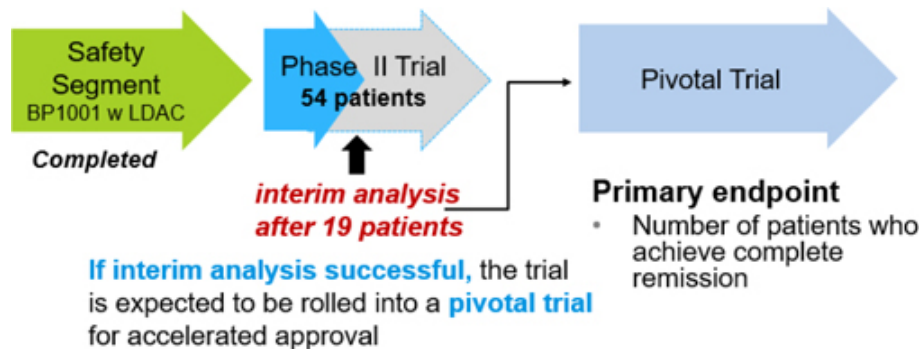 Safety
Segment
BP1001 w LDAC
Completed
Phase II Trial
54 patients
interim analysis
after 19 patients
If interim analysis successful, the trial
is expected to be rolled into a pivotal trial
for accelerated approval
Pivotal Trial
Primary endpoint
• Number of patients who
achieve complete
remission